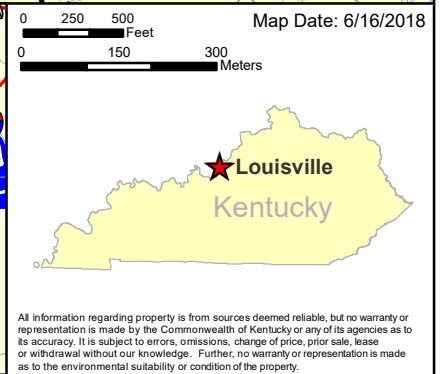 0 250 500
Feet
Map Date: 6/16/2018
0 150 300
Meters
Louisville
Kentucky
All information regarding property is from sources deemed reliable, but no warranty or
representation is made by the Commonwealth of Kentucky or any of its agencies as to
its accuracy. It is subject to errors, omissions, change of price, prior sale, lease
or withdrawal without our knowledge. Further, no warranty or representation is made
as to the environmental suitability or condition of the property.